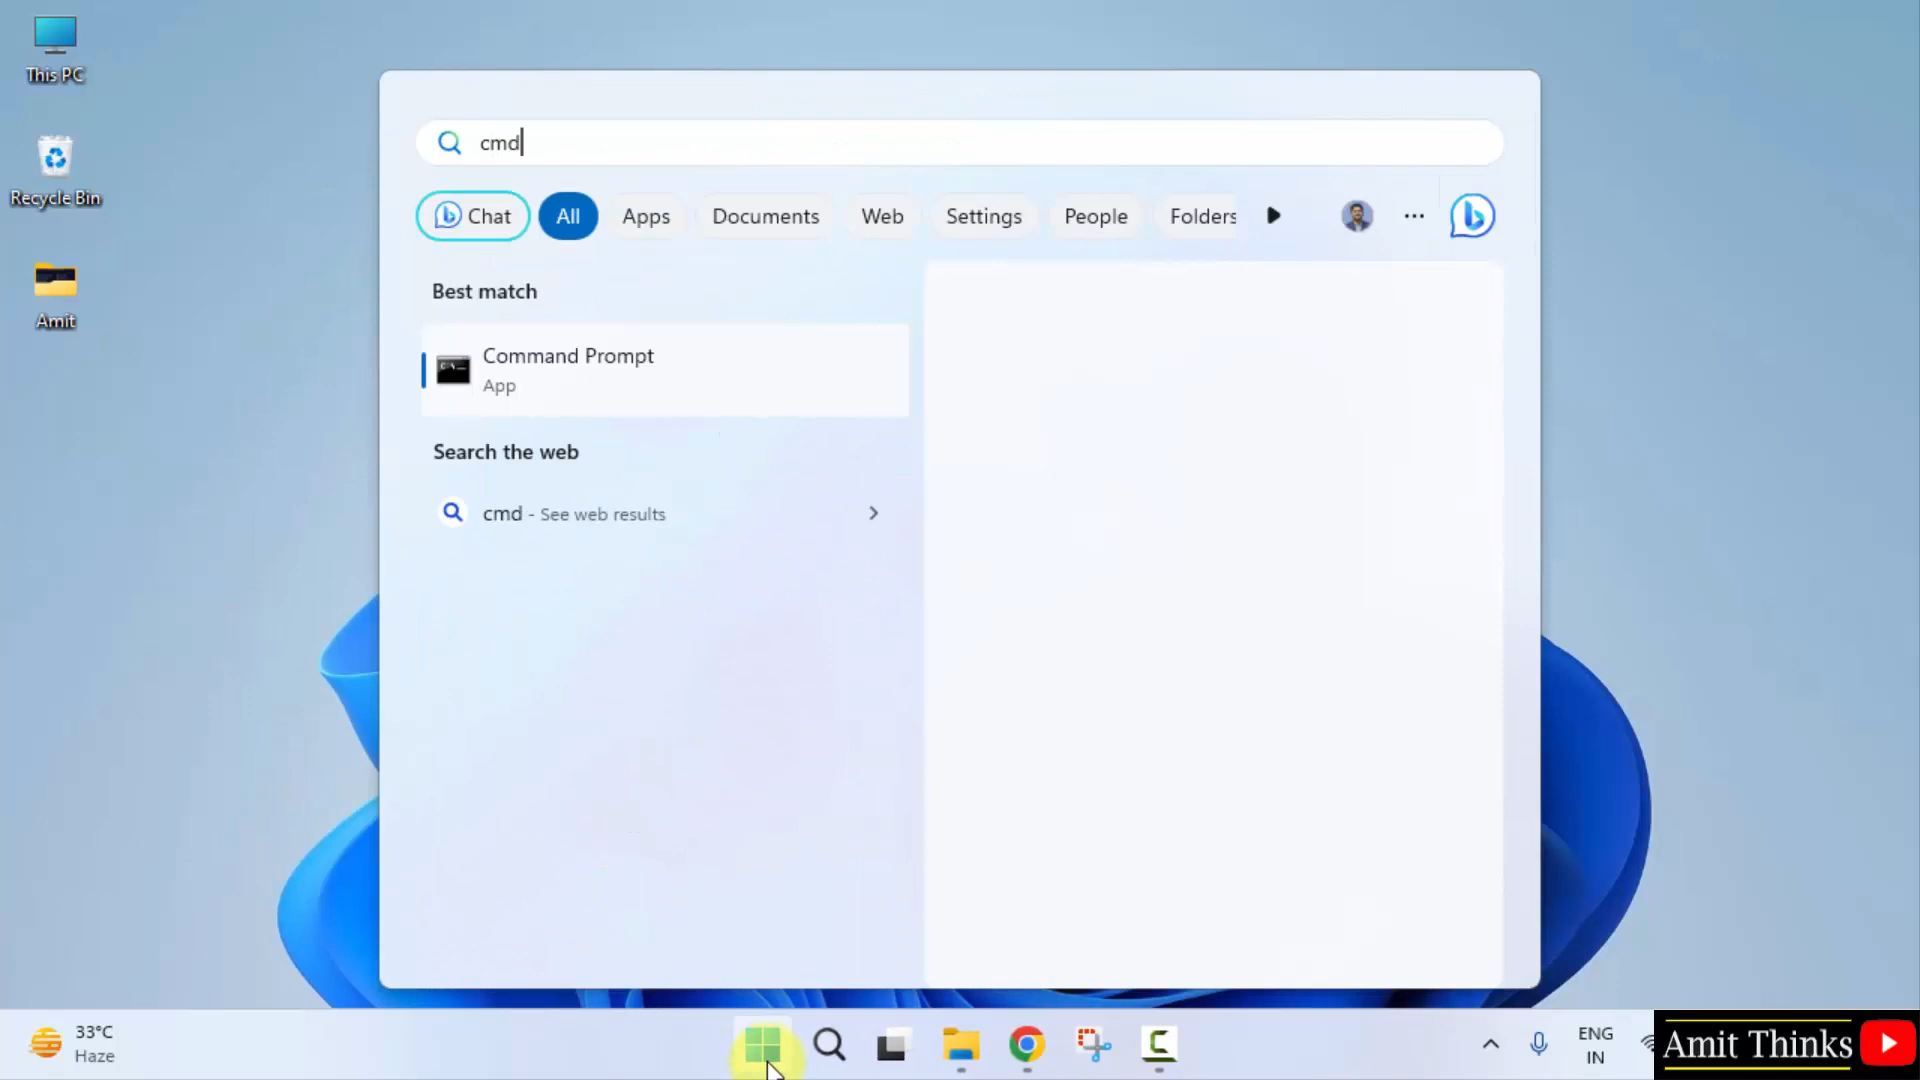 This PC
Recycle Bin
Amit
cmd
Chat
All
Apps
Documents
Web
Settings
People
Folders
Best match
Command Prompt
App
Search the web
cmd - See web results
33°C
Haze
ENG
IN
Amit Thinks